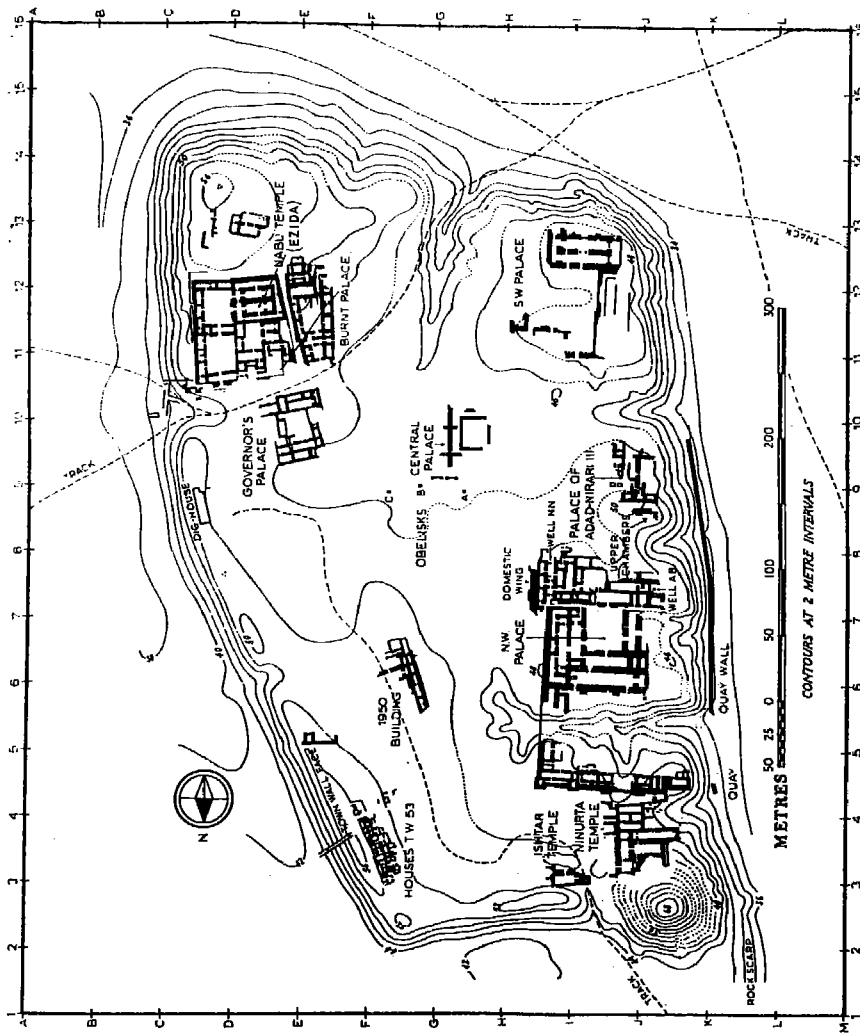 A B C D E F G H I J K L
16
15
14
13
12
11
10
9
8
7
6
5
4
3
2
1
NABU TEMPLE
(EZIDA)
BURNT PALACE
GOVERNOR'S
PALACE
TRACK
DIG-HOUSE
CENTRAL
PALACE
OBELISKS
C
B
A
S.W. PALACE
TRACK
PALACE OF
ADAD-NIRARI III
UPPER
CHAMBERS
WELL NN
DOMESTIC
WING
WELL AB
N.W.
PALACE
1950
BUILDING
TOWN WALL FACE
HOUSES T W 53
N
ISHTAR
TEMPLE
NINURTA
TEMPLE
TRACK
QUAY WALL
QUAY
ROCK SCARP
METRES
50 25 0 50 100 200 300
CONTOURS AT 2 METRE INTERVALS
A B C D E F G H I J K L M